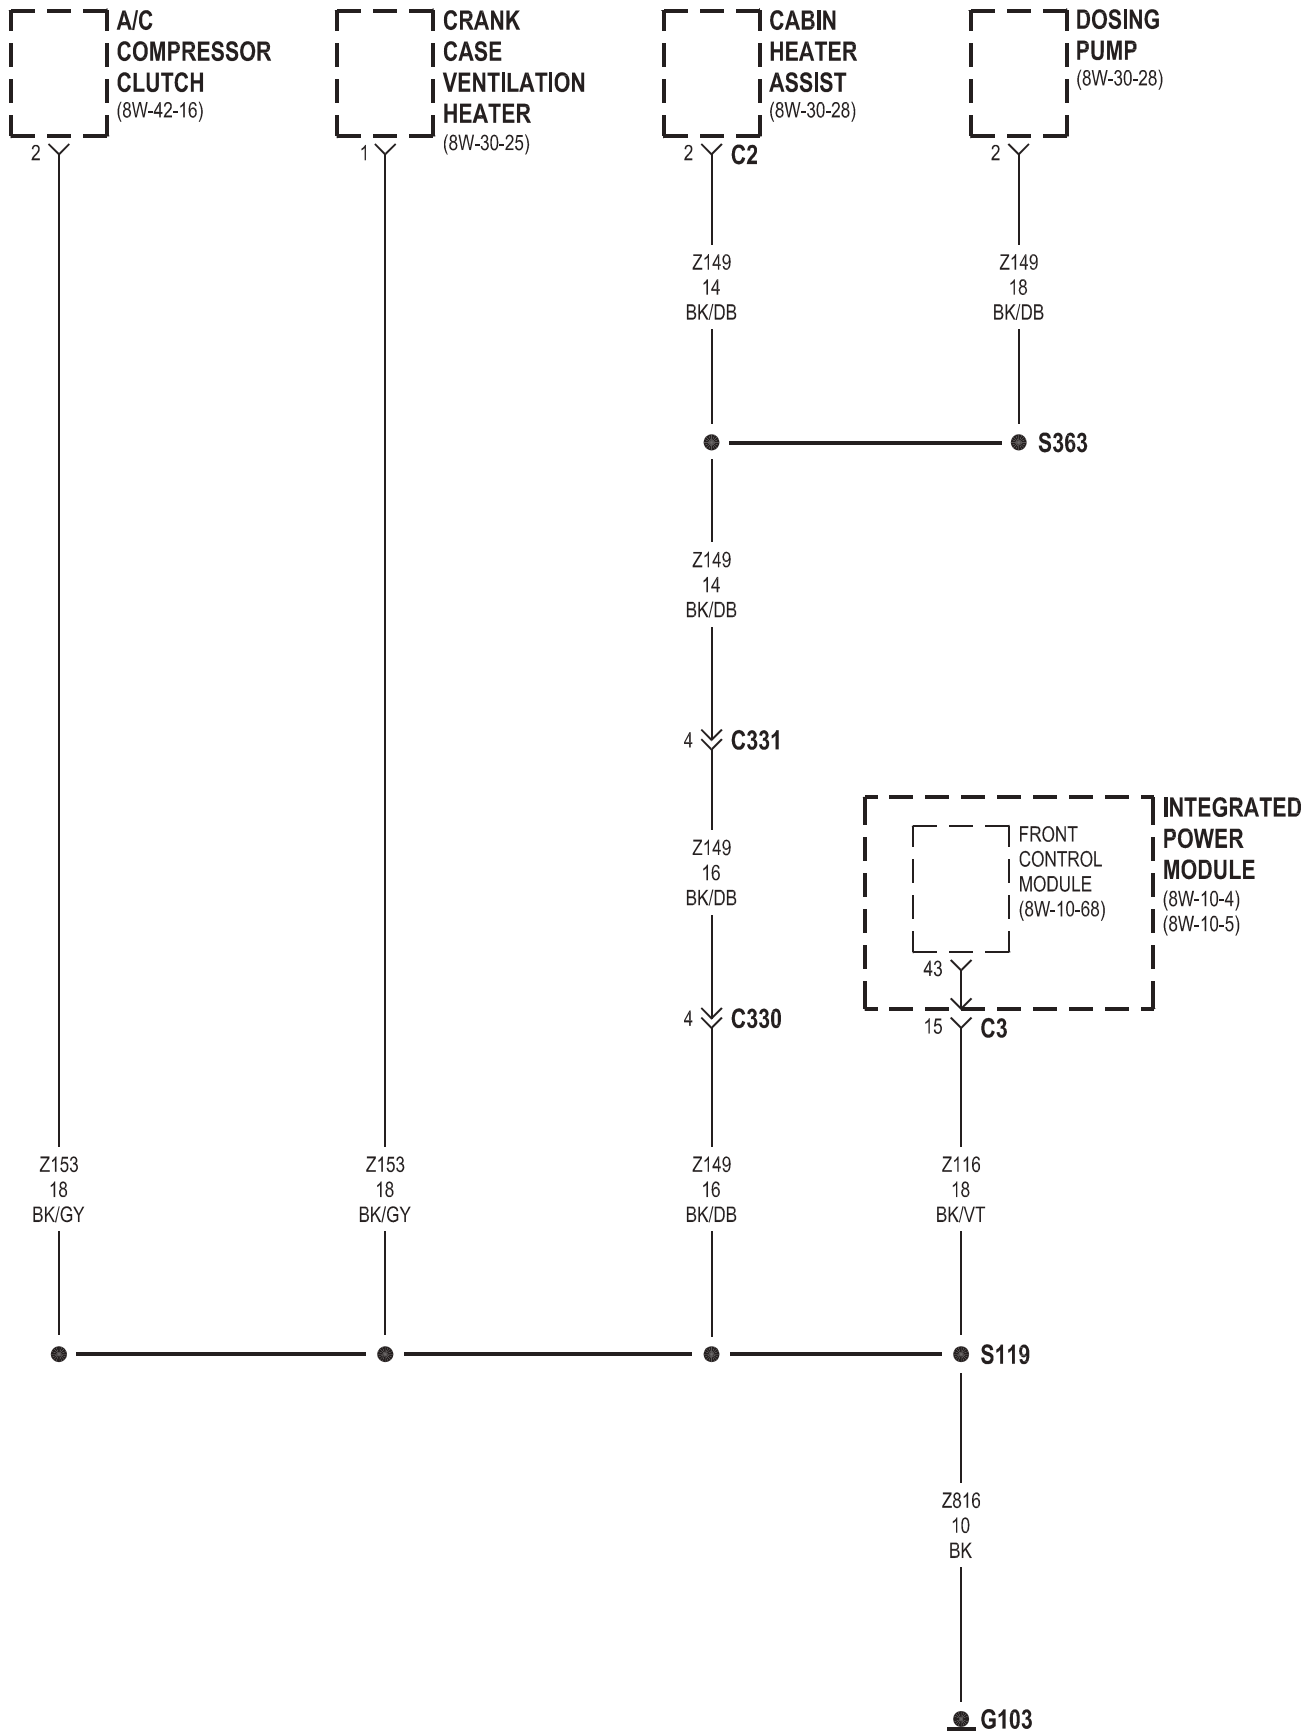 A/C
COMPRESSOR
CLUTCH
(8W-42-16)
2
CRANK
CASE
VENTILATION
HEATER
(8W-30-25)
1
CABIN
HEATER
ASSIST
(8W-30-28)
2
C2
DOSING
PUMP
(8W-30-28)
2
Z149
14
BK/DB
Z149
18
BK/DB
S363
Z149
14
BK/DB
4
C331
Z149
16
BK/DB
4
C330
INTEGRATED
POWER
MODULE
(8W-10-4)
(8W-10-5)
FRONT
CONTROL
MODULE
(8W-10-68)
43
15
C3
Z153
18
BK/GY
Z153
18
BK/GY
Z149
16
BK/DB
Z116
18
BK/VT
S119
Z816
10
BK
G103